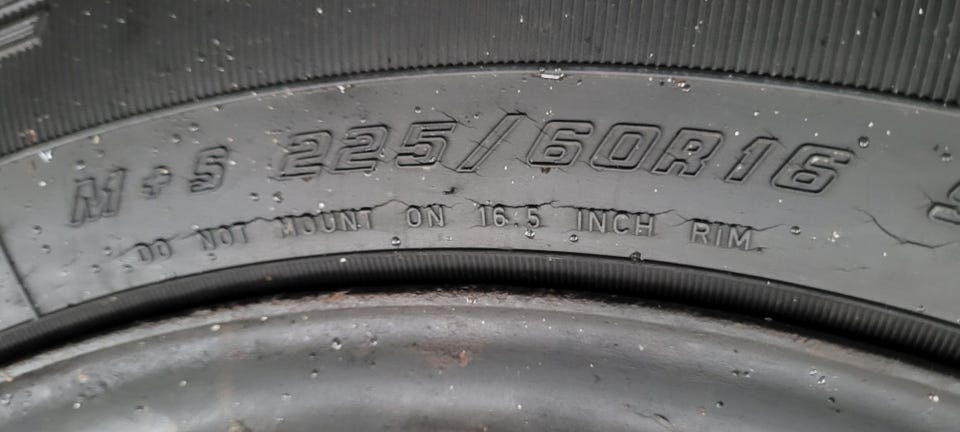 M+S 225/60R16
DO NOT MOUNT ON 16.5 INCH RIM